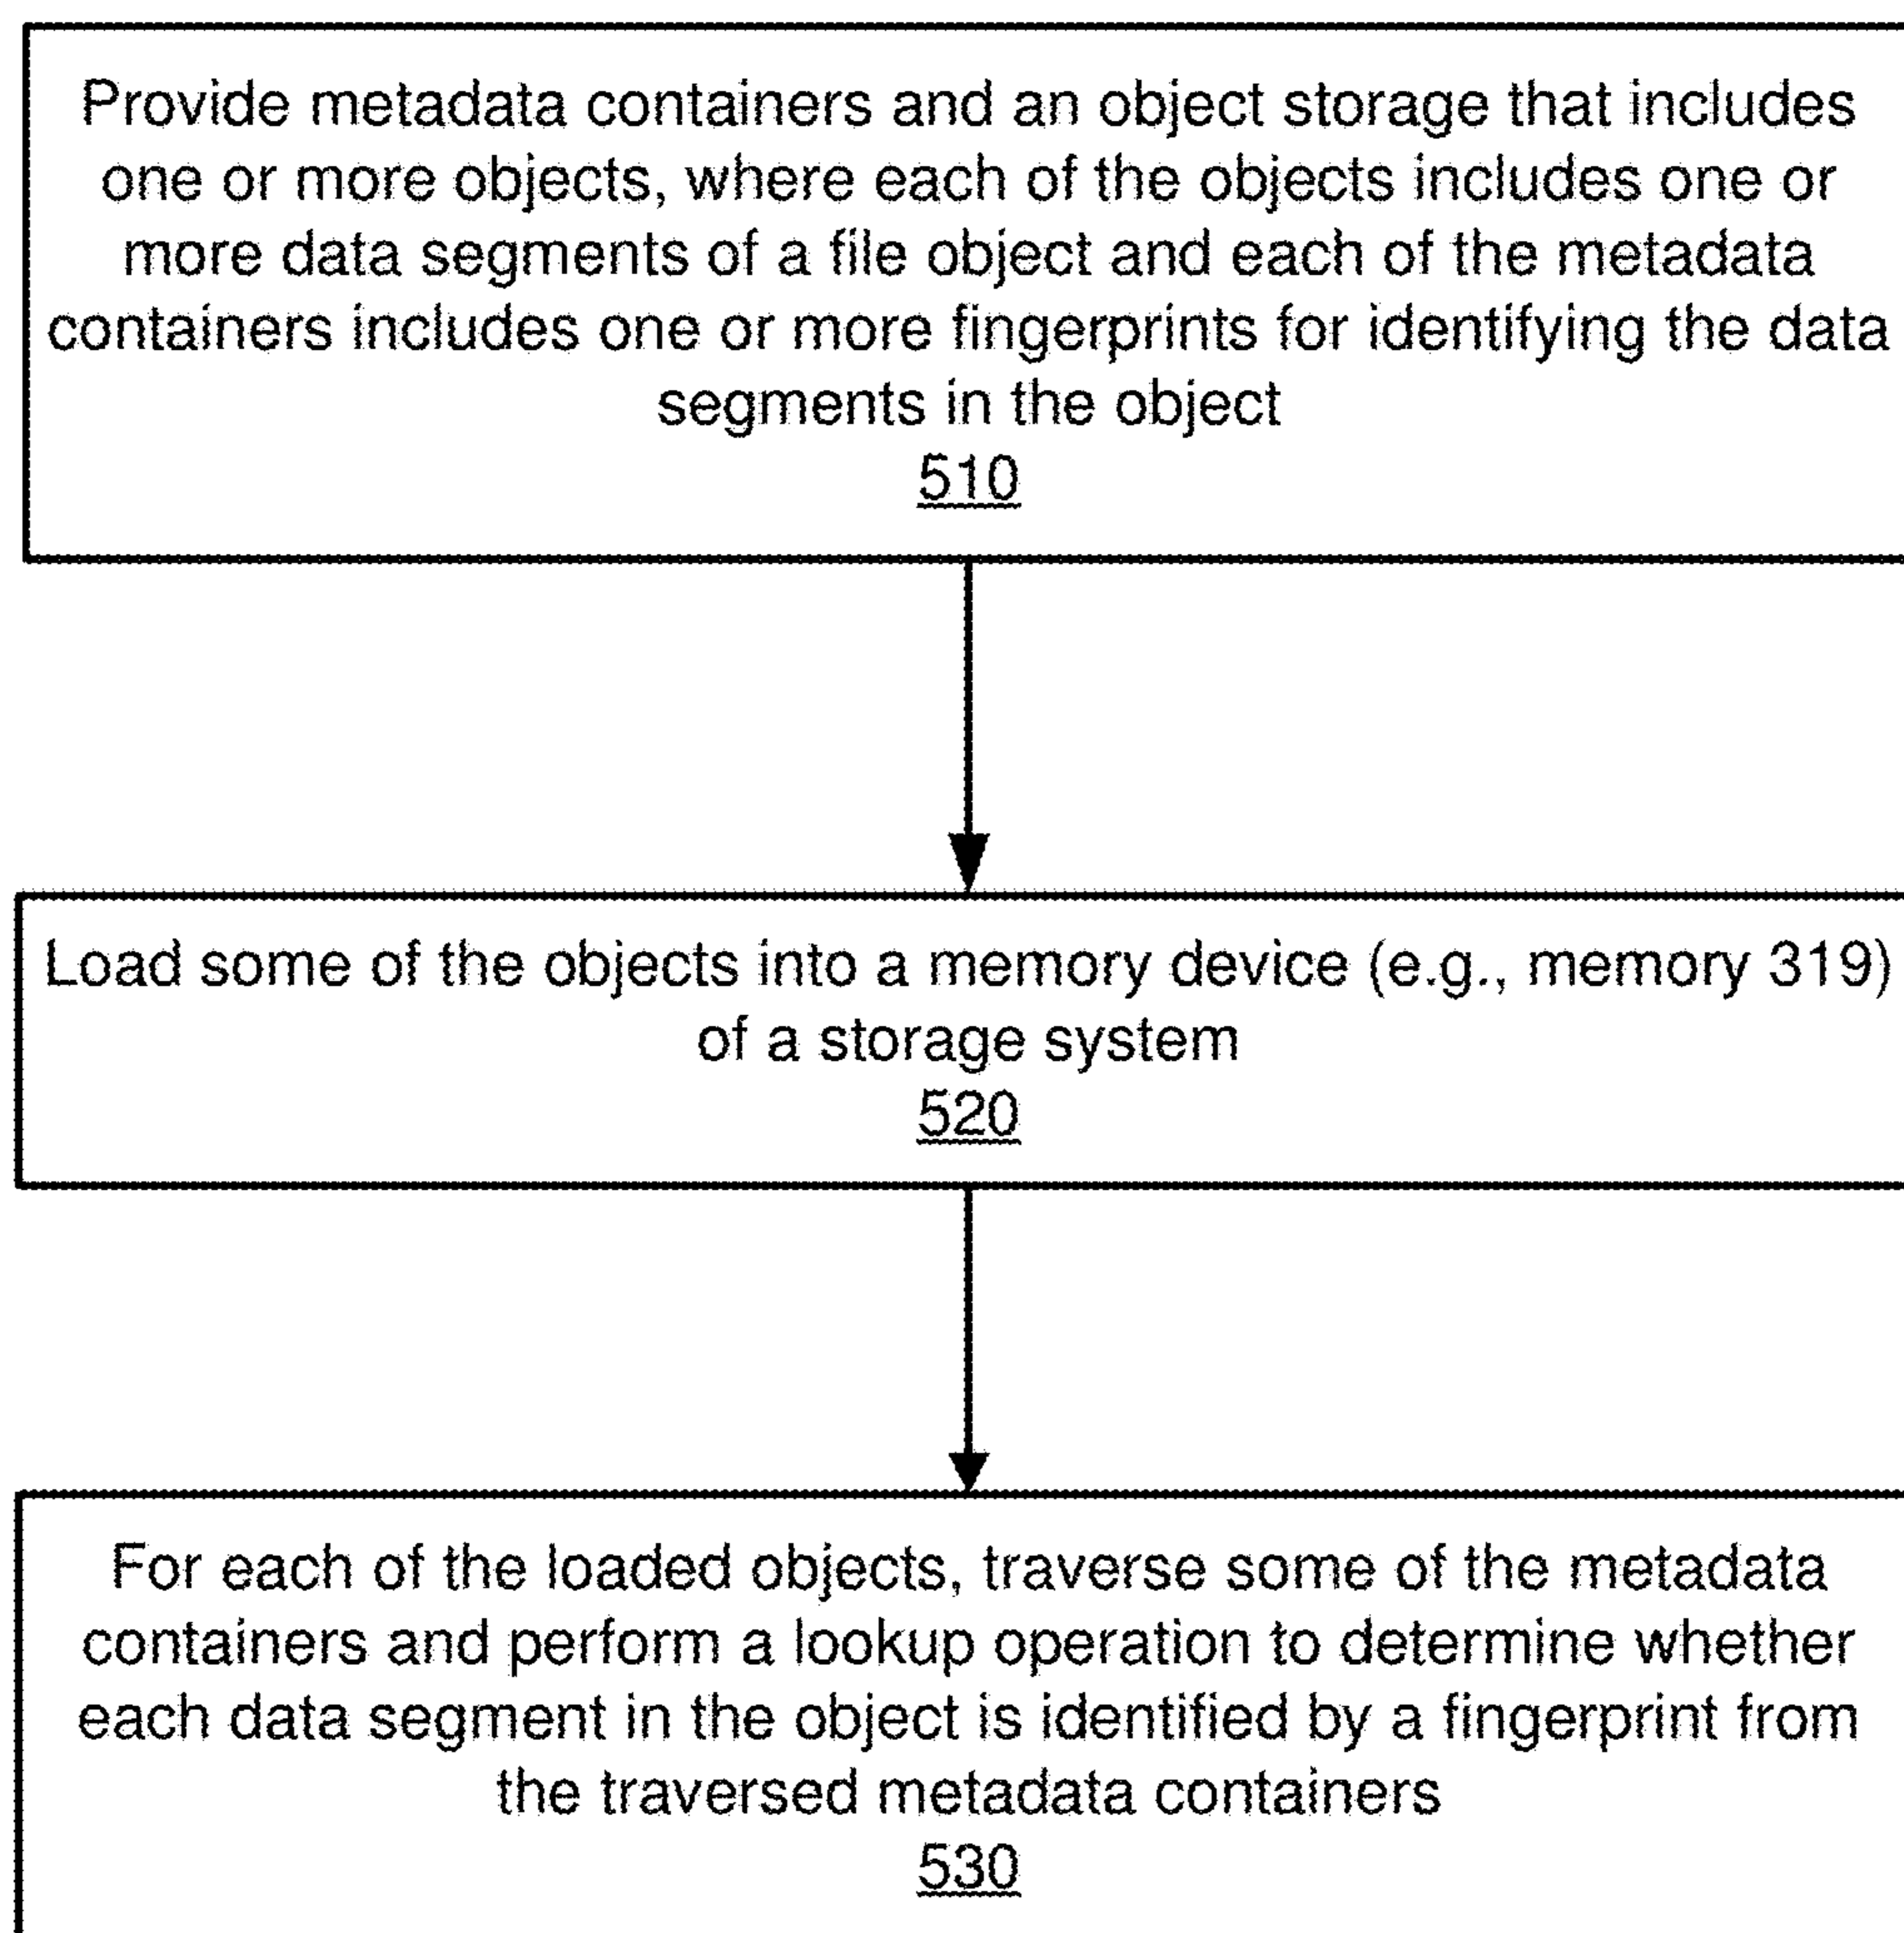 Provide metadata containers and an object storage that includes
one or more objects, where each of the objects includes one or
more data segments of a file object and each of the metadata
containers includes one or more fingerprints for identifying the data
segments in the object
510
Load some of the objects into a memory device (e.g., memory 319)
of a storage system
520
For each of the loaded objects, traverse some of the metadata
containers and perform a lookup operation to determine whether
each data segment in the object is identified by a fingerprint from
the traversed metadata containers
530